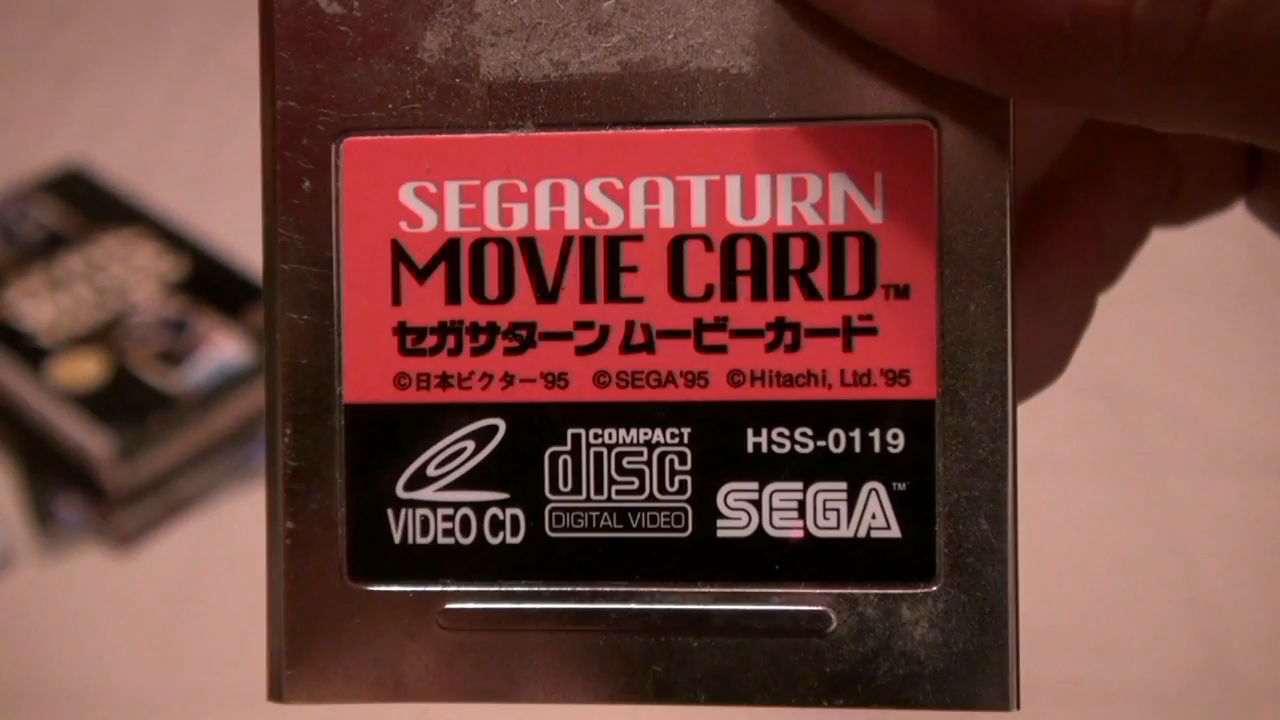 SEGASATURN
MOVIE CARD™
セガサターン ムービーカード
©日本ビクター'95 ©SEGA'95 ©Hitachi, Ltd.'95
HSS-0119
VIDEO CD
COMPACT
disc
DIGITAL VIDEO
SEGA™